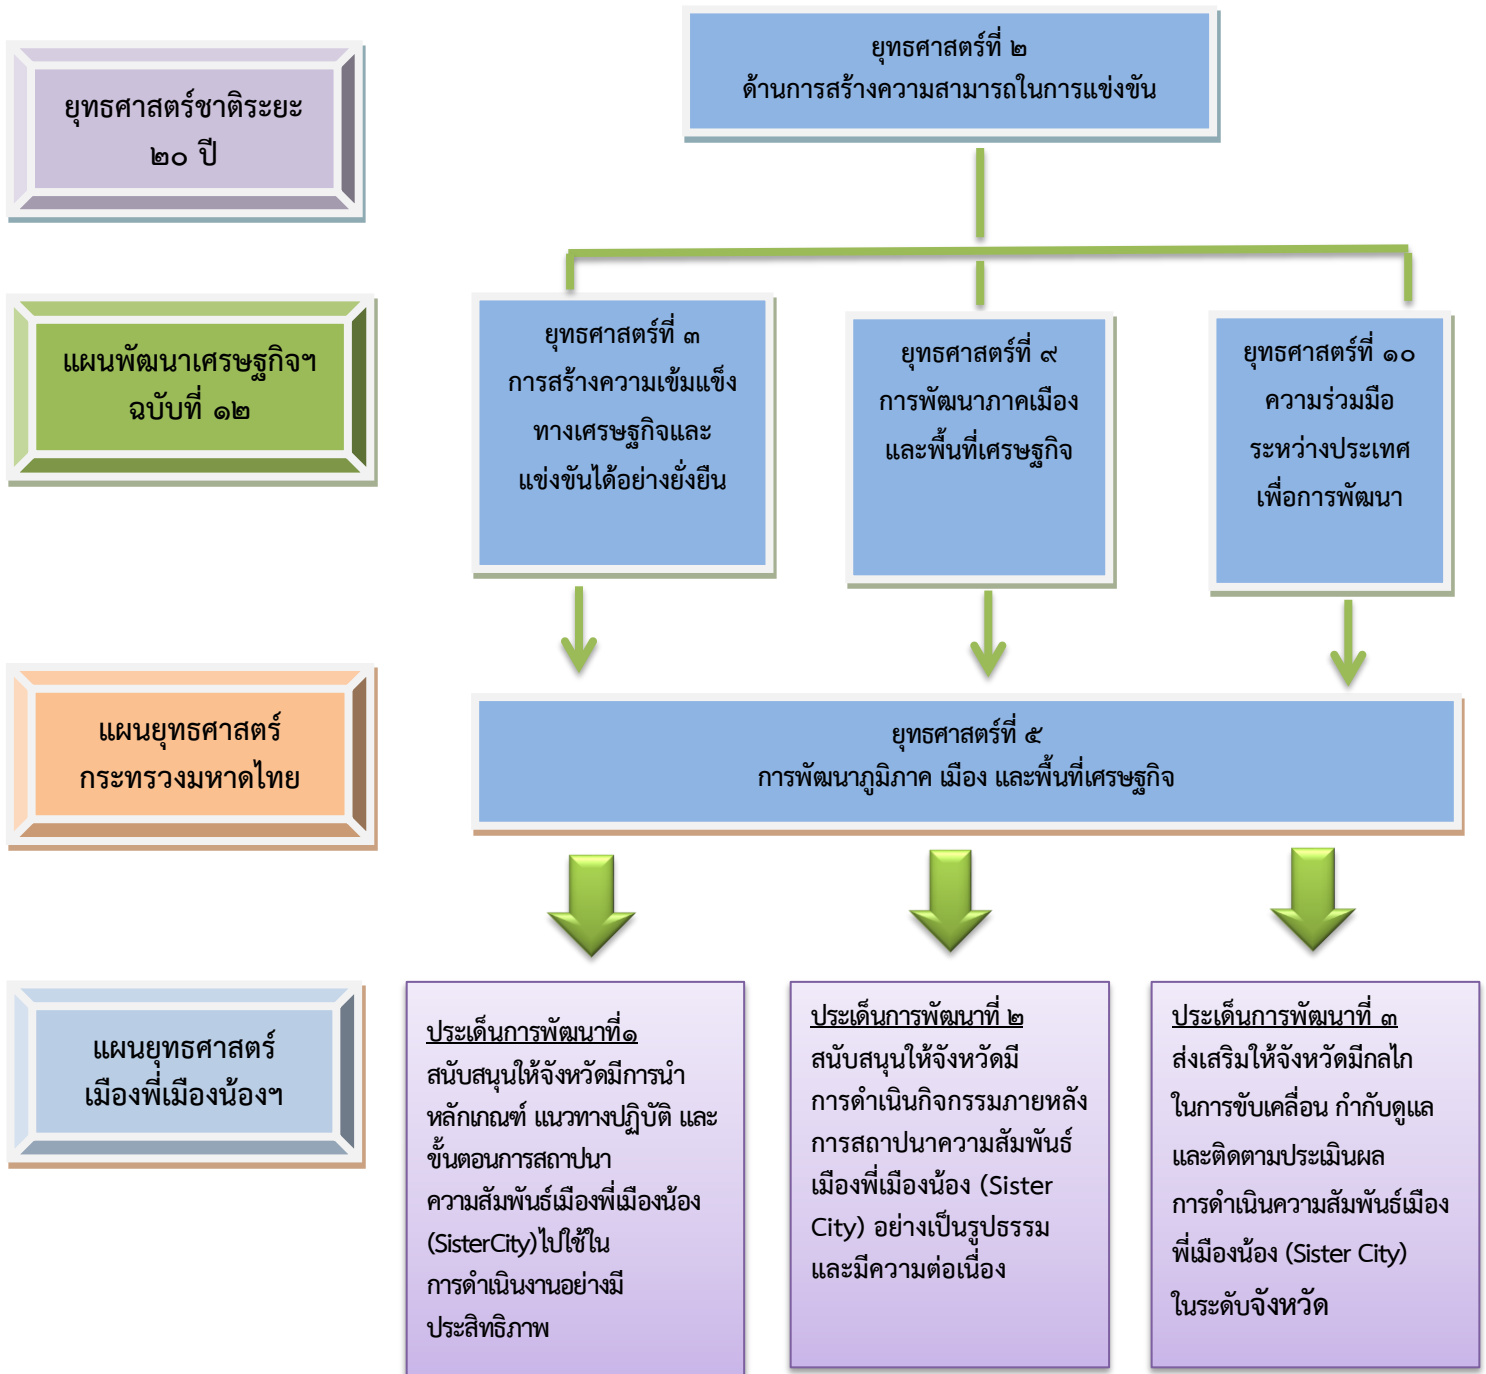 ยุทธศาสตร์ชาติระยะ
๒๐ ปี
ยุทธศาสตร์ที่ ๒
ด้านการสร้างความสามารถในการแข่งขัน
แผนพัฒนาเศรษฐกิจฯ
ฉบับที่ ๑๒
ยุทธศาสตร์ที่ ๓
การสร้างความเข้มแข็ง
ทางเศรษฐกิจและ
แข่งขันได้อย่างยั่งยืน
ยุทธศาสตร์ที่ ๙
การพัฒนาภาคเมือง
และพื้นที่เศรษฐกิจ
ยุทธศาสตร์ที่ ๑๐
ความร่วมมือ
ระหว่างประเทศ
เพื่อการพัฒนา
แผนยุทธศาสตร์
กระทรวงมหาดไทย
ยุทธศาสตร์ที่ ๕
การพัฒนาภูมิภาค เมือง และพื้นที่เศรษฐกิจ
แผนยุทธศาสตร์
เมืองพี่เมืองน้องฯ
ประเด็นการพัฒนาที่๑
สนับสนุนให้จังหวัดมีการนำ
หลักเกณฑ์ แนวทางปฏิบัติ และ
ขั้นตอนการสถาปนา
ความสัมพันธ์เมืองพี่เมืองน้อง
(SisterCity)ไปใช้ใน
การดำเนินงานอย่างมี
ประสิทธิภาพ
ประเด็นการพัฒนาที่ ๒
สนับสนุนให้จังหวัดมี
การดำเนินกิจกรรมภายหลัง
การสถาปนาความสัมพันธ์
เมืองพี่เมืองน้อง (Sister
City) อย่างเป็นรูปธรรม
และมีความต่อเนื่อง
ประเด็นการพัฒนาที่ ๓
ส่งเสริมให้จังหวัดมีกลไก
ในการขับเคลื่อน กำกับดูแล
และติดตามประเมินผล
การดำเนินความสัมพันธ์เมือง
พี่เมืองน้อง (Sister City)
ในระดับจังหวัด